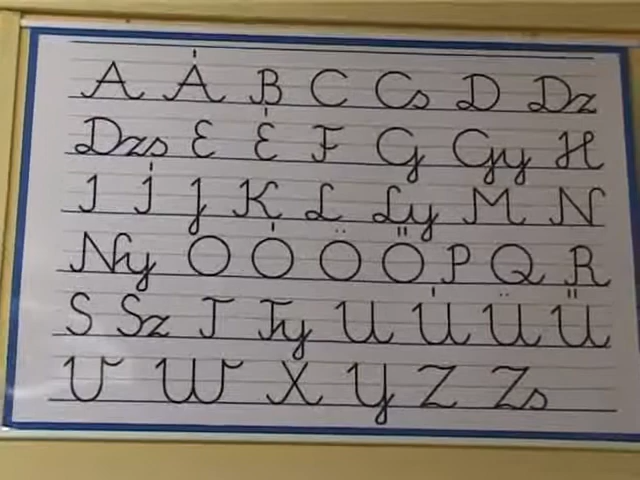 A Á B C Cs D Dz
Dzs E É F G Gy H
I Í J K L Ly M N
Ny O Ó Ö Ő P Q R
S Sz T Ty U Ú Ü Ű
V W X Y Z Zs